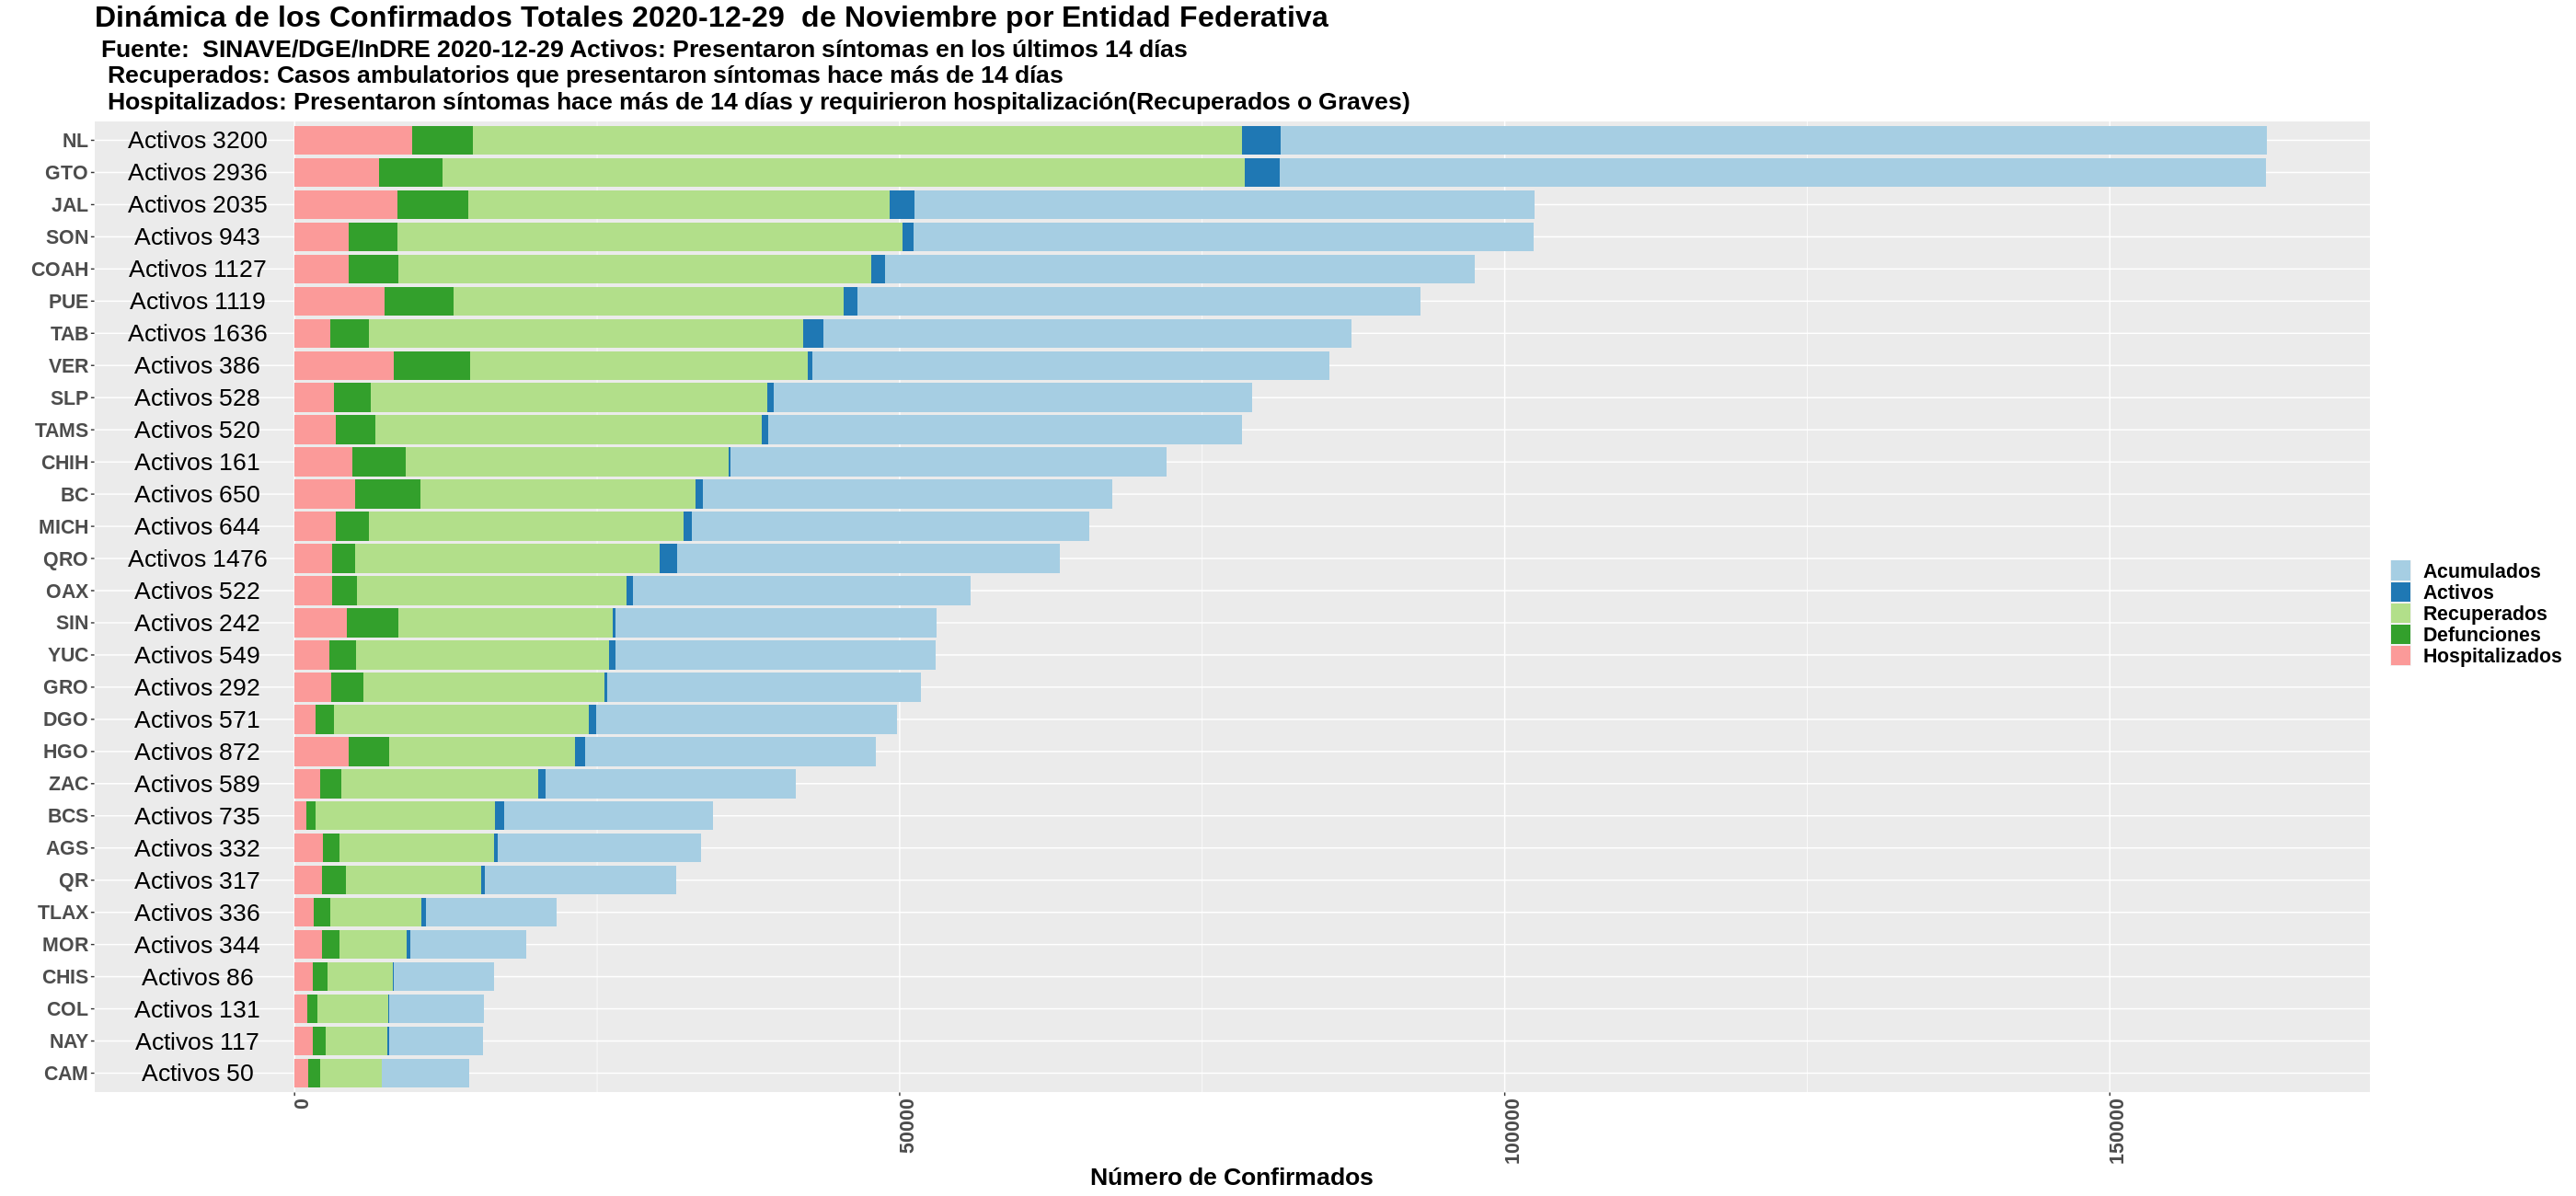 Dinámica de los Confirmados Totales 2020-12-29  de Noviembre por Entidad Federativa
Fuente:  SINAVE/DGE/InDRE 2020-12-29 Activos: Presentaron síntomas en los últimos 14 días
Recuperados: Casos ambulatorios que presentaron síntomas hace más de 14 días
Hospitalizados: Presentaron síntomas hace más de 14 días y requirieron hospitalización(Recuperados o Graves)
NL Activos 3200
GTO Activos 2936
JAL Activos 2035
SON Activos 943
COAH Activos 1127
PUE Activos 1119
TAB Activos 1636
VER Activos 386
SLP Activos 528
TAMS Activos 520
CHIH Activos 161
BC Activos 650
MICH Activos 644
QRO Activos 1476
OAX Activos 522
SIN Activos 242
YUC Activos 549
GRO Activos 292
DGO Activos 571
HGO Activos 872
ZAC Activos 589
BCS Activos 735
AGS Activos 332
QR Activos 317
TLAX Activos 336
MOR Activos 344
CHIS Activos 86
COL Activos 131
NAY Activos 117
CAM Activos 50
0
50000
100000
150000
Número de Confirmados
Acumulados
Activos
Recuperados
Defunciones
Hospitalizados